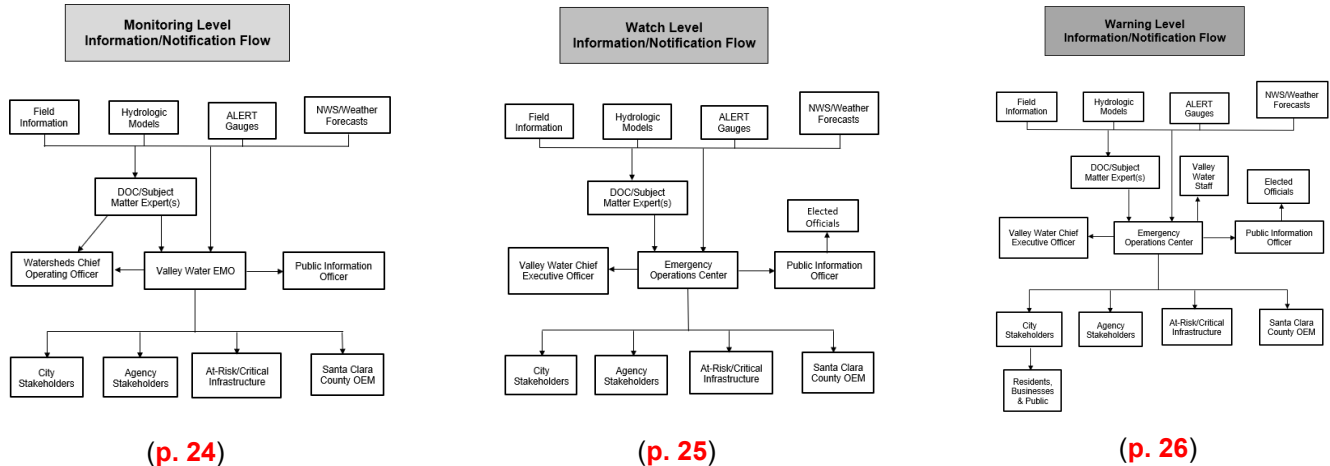 Monitoring Level
Information/Notification Flow
Field
Information
Hydrologic
Models
ALERT
Gauges
NWS/Weather
Forecasts
DOC/Subject
Matter Expert(s)
Watersheds Chief
Operating Officer
Valley Water EMO
Public Information
Officer
City
Stakeholders
Agency
Stakeholders
At-Risk/Critical
Infrastructure
Santa Clara
County OEM
(p. 24)
Watch Level
Information/Notification Flow
Field
Information
Hydrologic
Models
ALERT
Gauges
NWS/Weather
Forecasts
DOC/Subject
Matter Expert(s)
Elected
Officials
Valley Water Chief
Executive Officer
Emergency
Operations Center
Public Information
Officer
City
Stakeholders
Agency
Stakeholders
At-Risk/Critical
Infrastructure
Santa Clara
County OEM
(p. 25)
Warning Level
Information/Notification Flow
Field
Information
Hydrologic
Models
ALERT
Gauges
NWS/Weather
Forecasts
DOC/Subject
Matter Expert(s)
Valley
Water
Staff
Elected
Officials
Valley Water Chief
Executive Officer
Emergency
Operations Center
Public Information
Officer
City
Stakeholders
Agency
Stakeholders
At-Risk/Critical
Infrastructure
Santa Clara
County OEM
Residents,
Businesses
& Public
(p. 26)